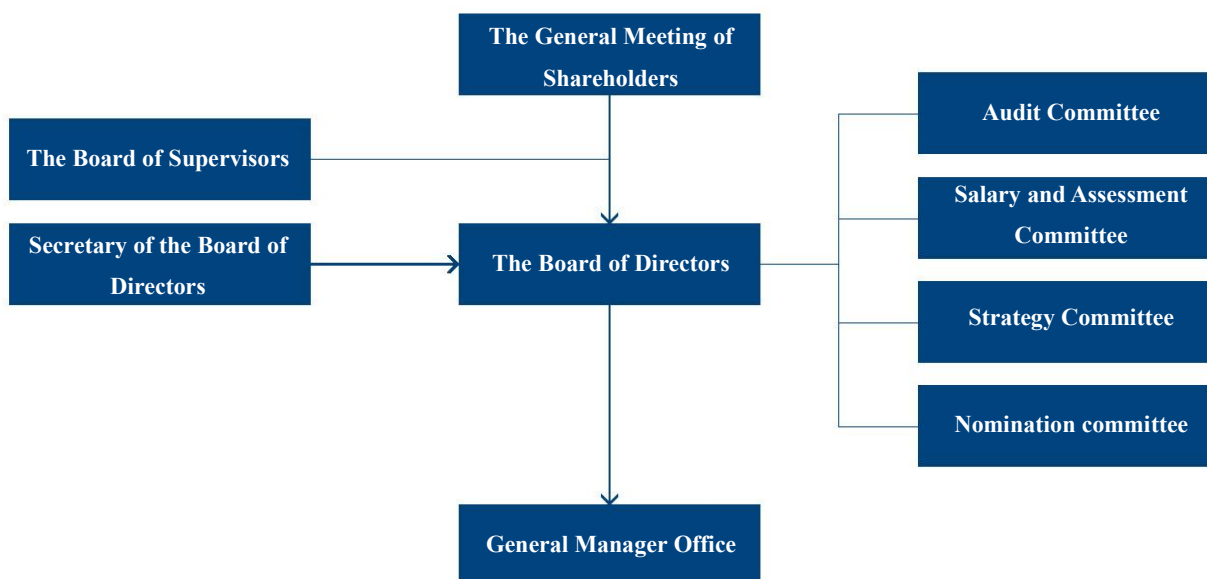 The General Meeting of
Shareholders
Audit Committee
The Board of Supervisors
Salary and Assessment
Committee
Secretary of the Board of
Directors
The Board of Directors
Strategy Committee
Nomination committee
General Manager Office